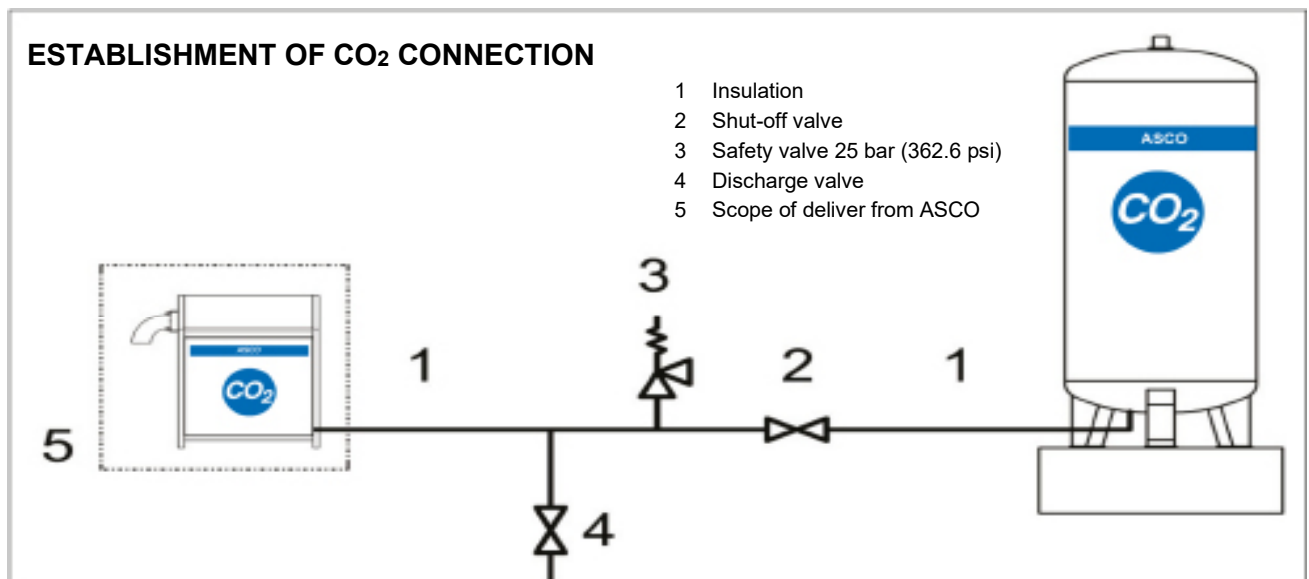 ESTABLISHMENT OF CO2 CONNECTION
1 Insulation
2 Shut-off valve
3 Safety valve 25 bar (362.6 psi)
4 Discharge valve
5 Scope of deliver from ASCO
ASCO
CO2
3
ASCO
CO2
1
2
1
5
4